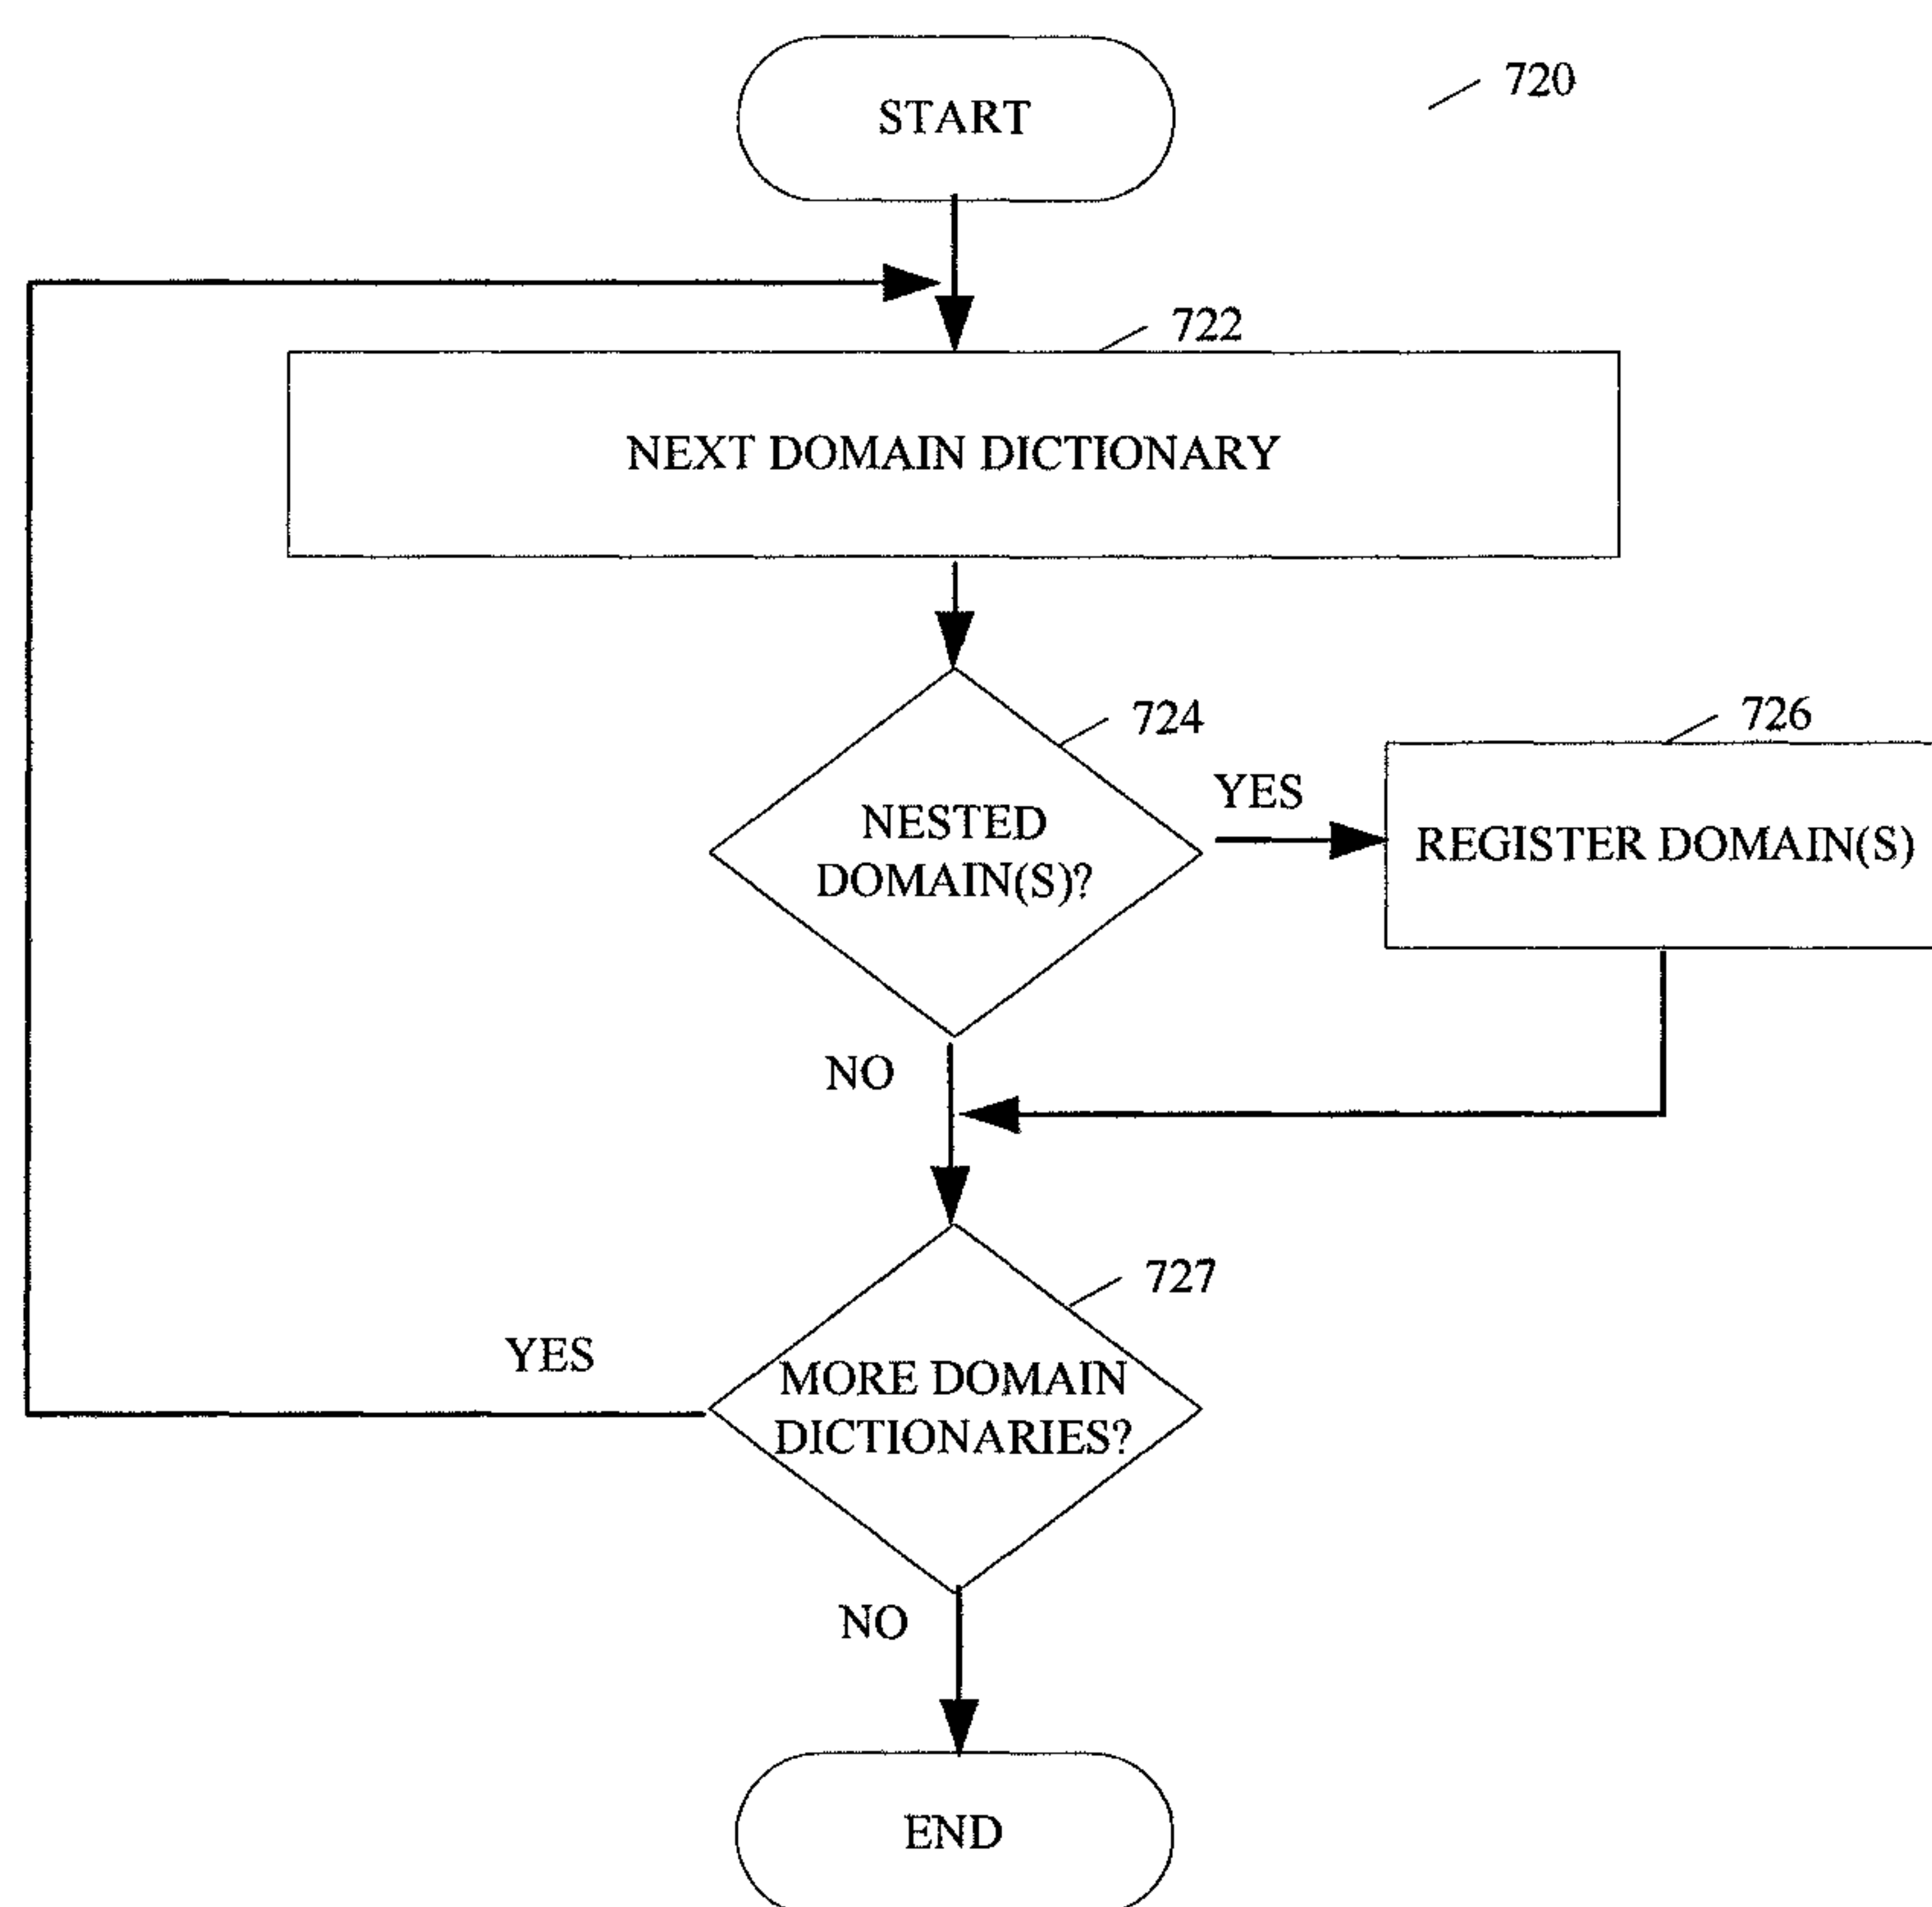 START
720
722
NEXT DOMAIN DICTIONARY
724
726
YES
NESTED
DOMAIN(S)?
REGISTER DOMAIN(S)
NO
727
YES
MORE DOMAIN
DICTIONARIES?
NO
END